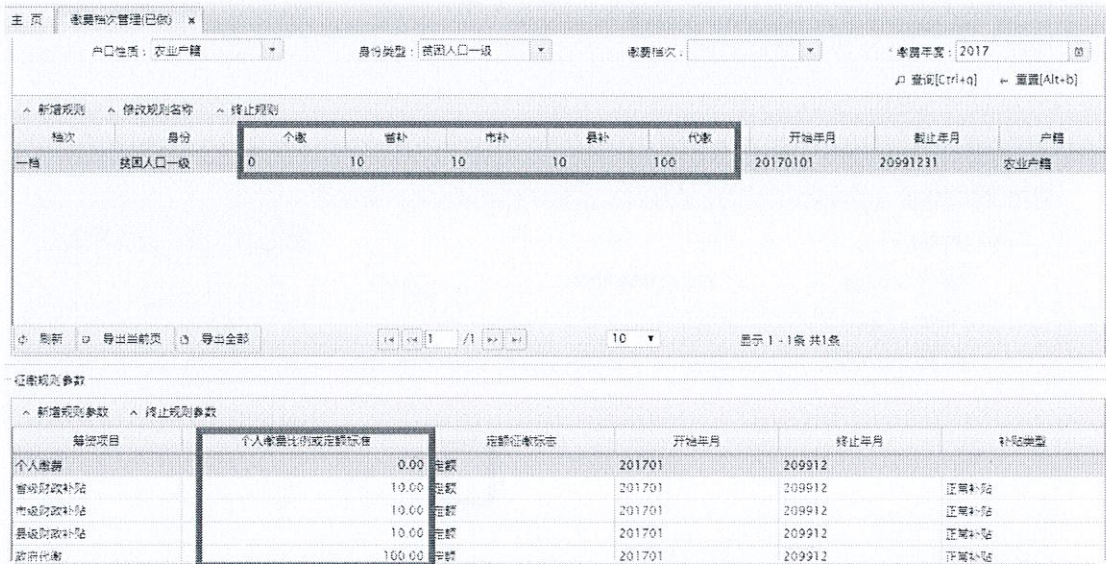 主 页 缴费档次管理(已做) ×
户口性质: 农业户籍 身份类型: 贫困人口一级 缴费档次: * 缴费年度: 2017
查询[Ctrl+q] 重置[Alt+b]
新增规则 修改规则名称 终止规则
档次 身份 个缴 省补 市补 县补 代缴 开始年月 截止年月 户籍
一档 贫困人口一级 0 10 10 10 100 20170101 20991231 农业户籍
刷新 导出当前页 导出全部 1 /1 10 显示 1 - 1条 共1条
征缴规则参数
新增规则参数 终止规则参数
筹资项目 个人缴费比例或定额标准 定额征缴标志 开始年月 终止年月 补贴类型
个人缴费 0.00 定额 201701 209912
省级财政补贴 10.00 定额 201701 209912 正常补贴
市级财政补贴 10.00 定额 201701 209912 正常补贴
县级财政补贴 10.00 定额 201701 209912 正常补贴
政府代缴 100.00 定额 201701 209912 正常补贴